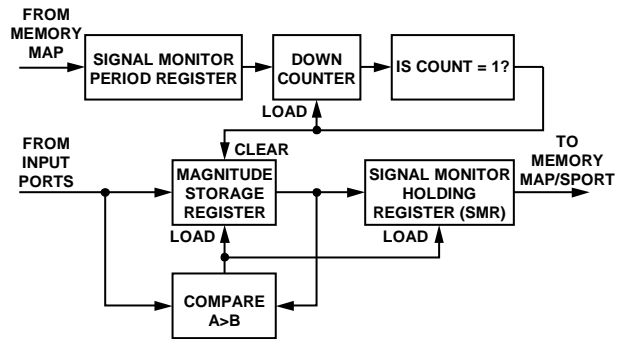 FROM
MEMORY
MAP
SIGNAL MONITOR
PERIOD REGISTER
DOWN
COUNTER
IS COUNT = 1?
LOAD
CLEAR
FROM
INPUT
PORTS
MAGNITUDE
STORAGE
REGISTER
SIGNAL MONITOR
HOLDING
REGISTER (SMR)
TO
MEMORY
MAP/SPORT
LOAD
LOAD
COMPARE
A>B